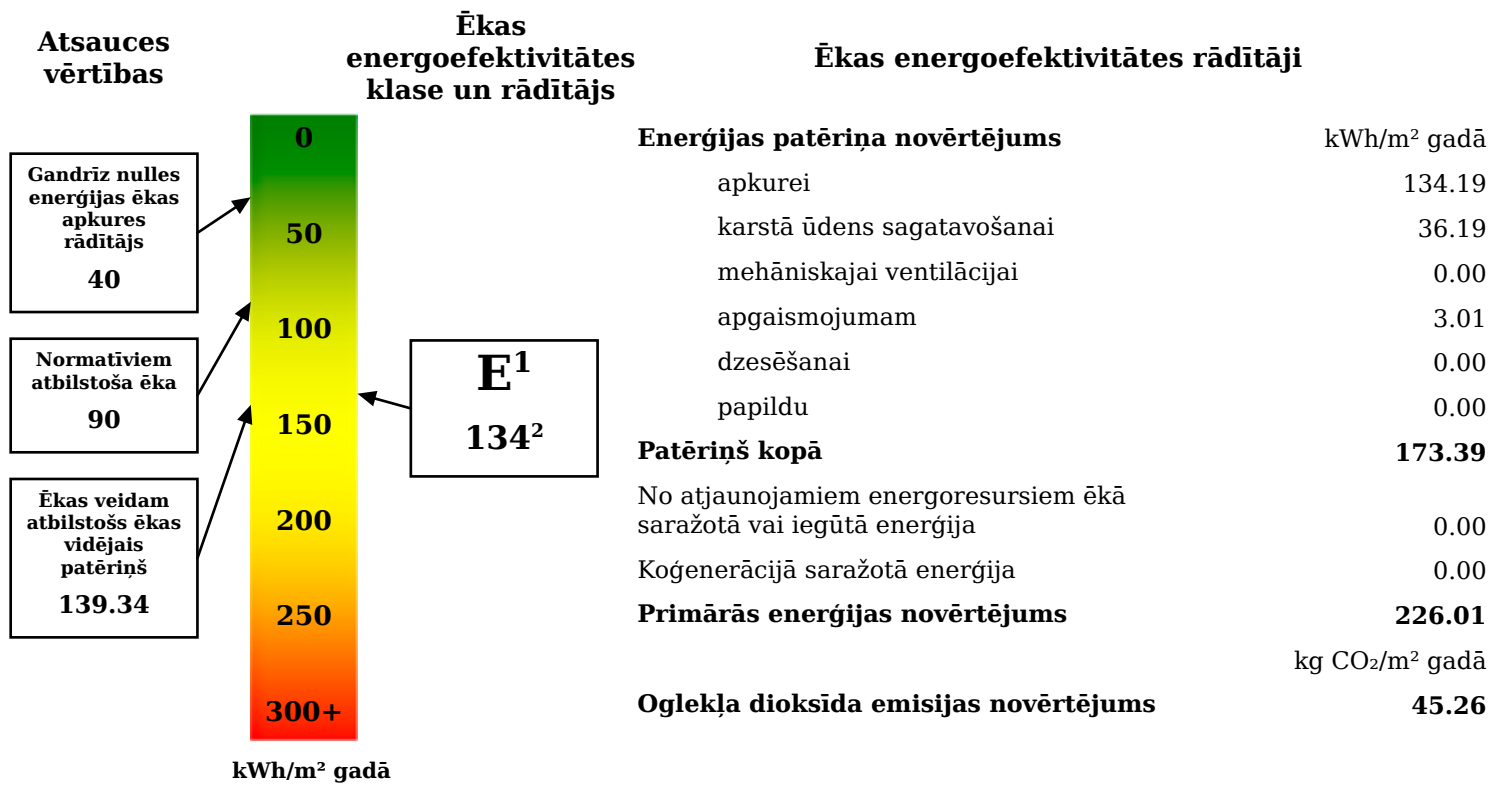 Atsauces
vērtības
Ēkas
energoefektivitātes
klase un rādītājs
Ēkas energoefektivitātes rādītāji
Gandrīz nulles
enerģijas ēkas
apkures
rādītājs
40
Normatīviem
atbilstoša ēka
90
Ēkas veidam
atbilstošs ēkas
vidējais
patēriņš
139.34
0
50
100
150
200
250
300+
kWh/m² gadā
E¹
134²
Enerģijas patēriņa novērtējums kWh/m² gadā
apkurei 134.19
karstā ūdens sagatavošanai 36.19
mehāniskajai ventilācijai 0.00
apgaismojumam 3.01
dzesēšanai 0.00
papildu 0.00
Patēriņš kopā 173.39
No atjaunojamiem energoresursiem ēkā
saražotā vai iegūtā enerģija 0.00
Koģenerācijā saražotā enerģija 0.00
Primārās enerģijas novērtējums 226.01
kg CO₂/m² gadā
Oglekļa dioksīda emisijas novērtējums 45.26